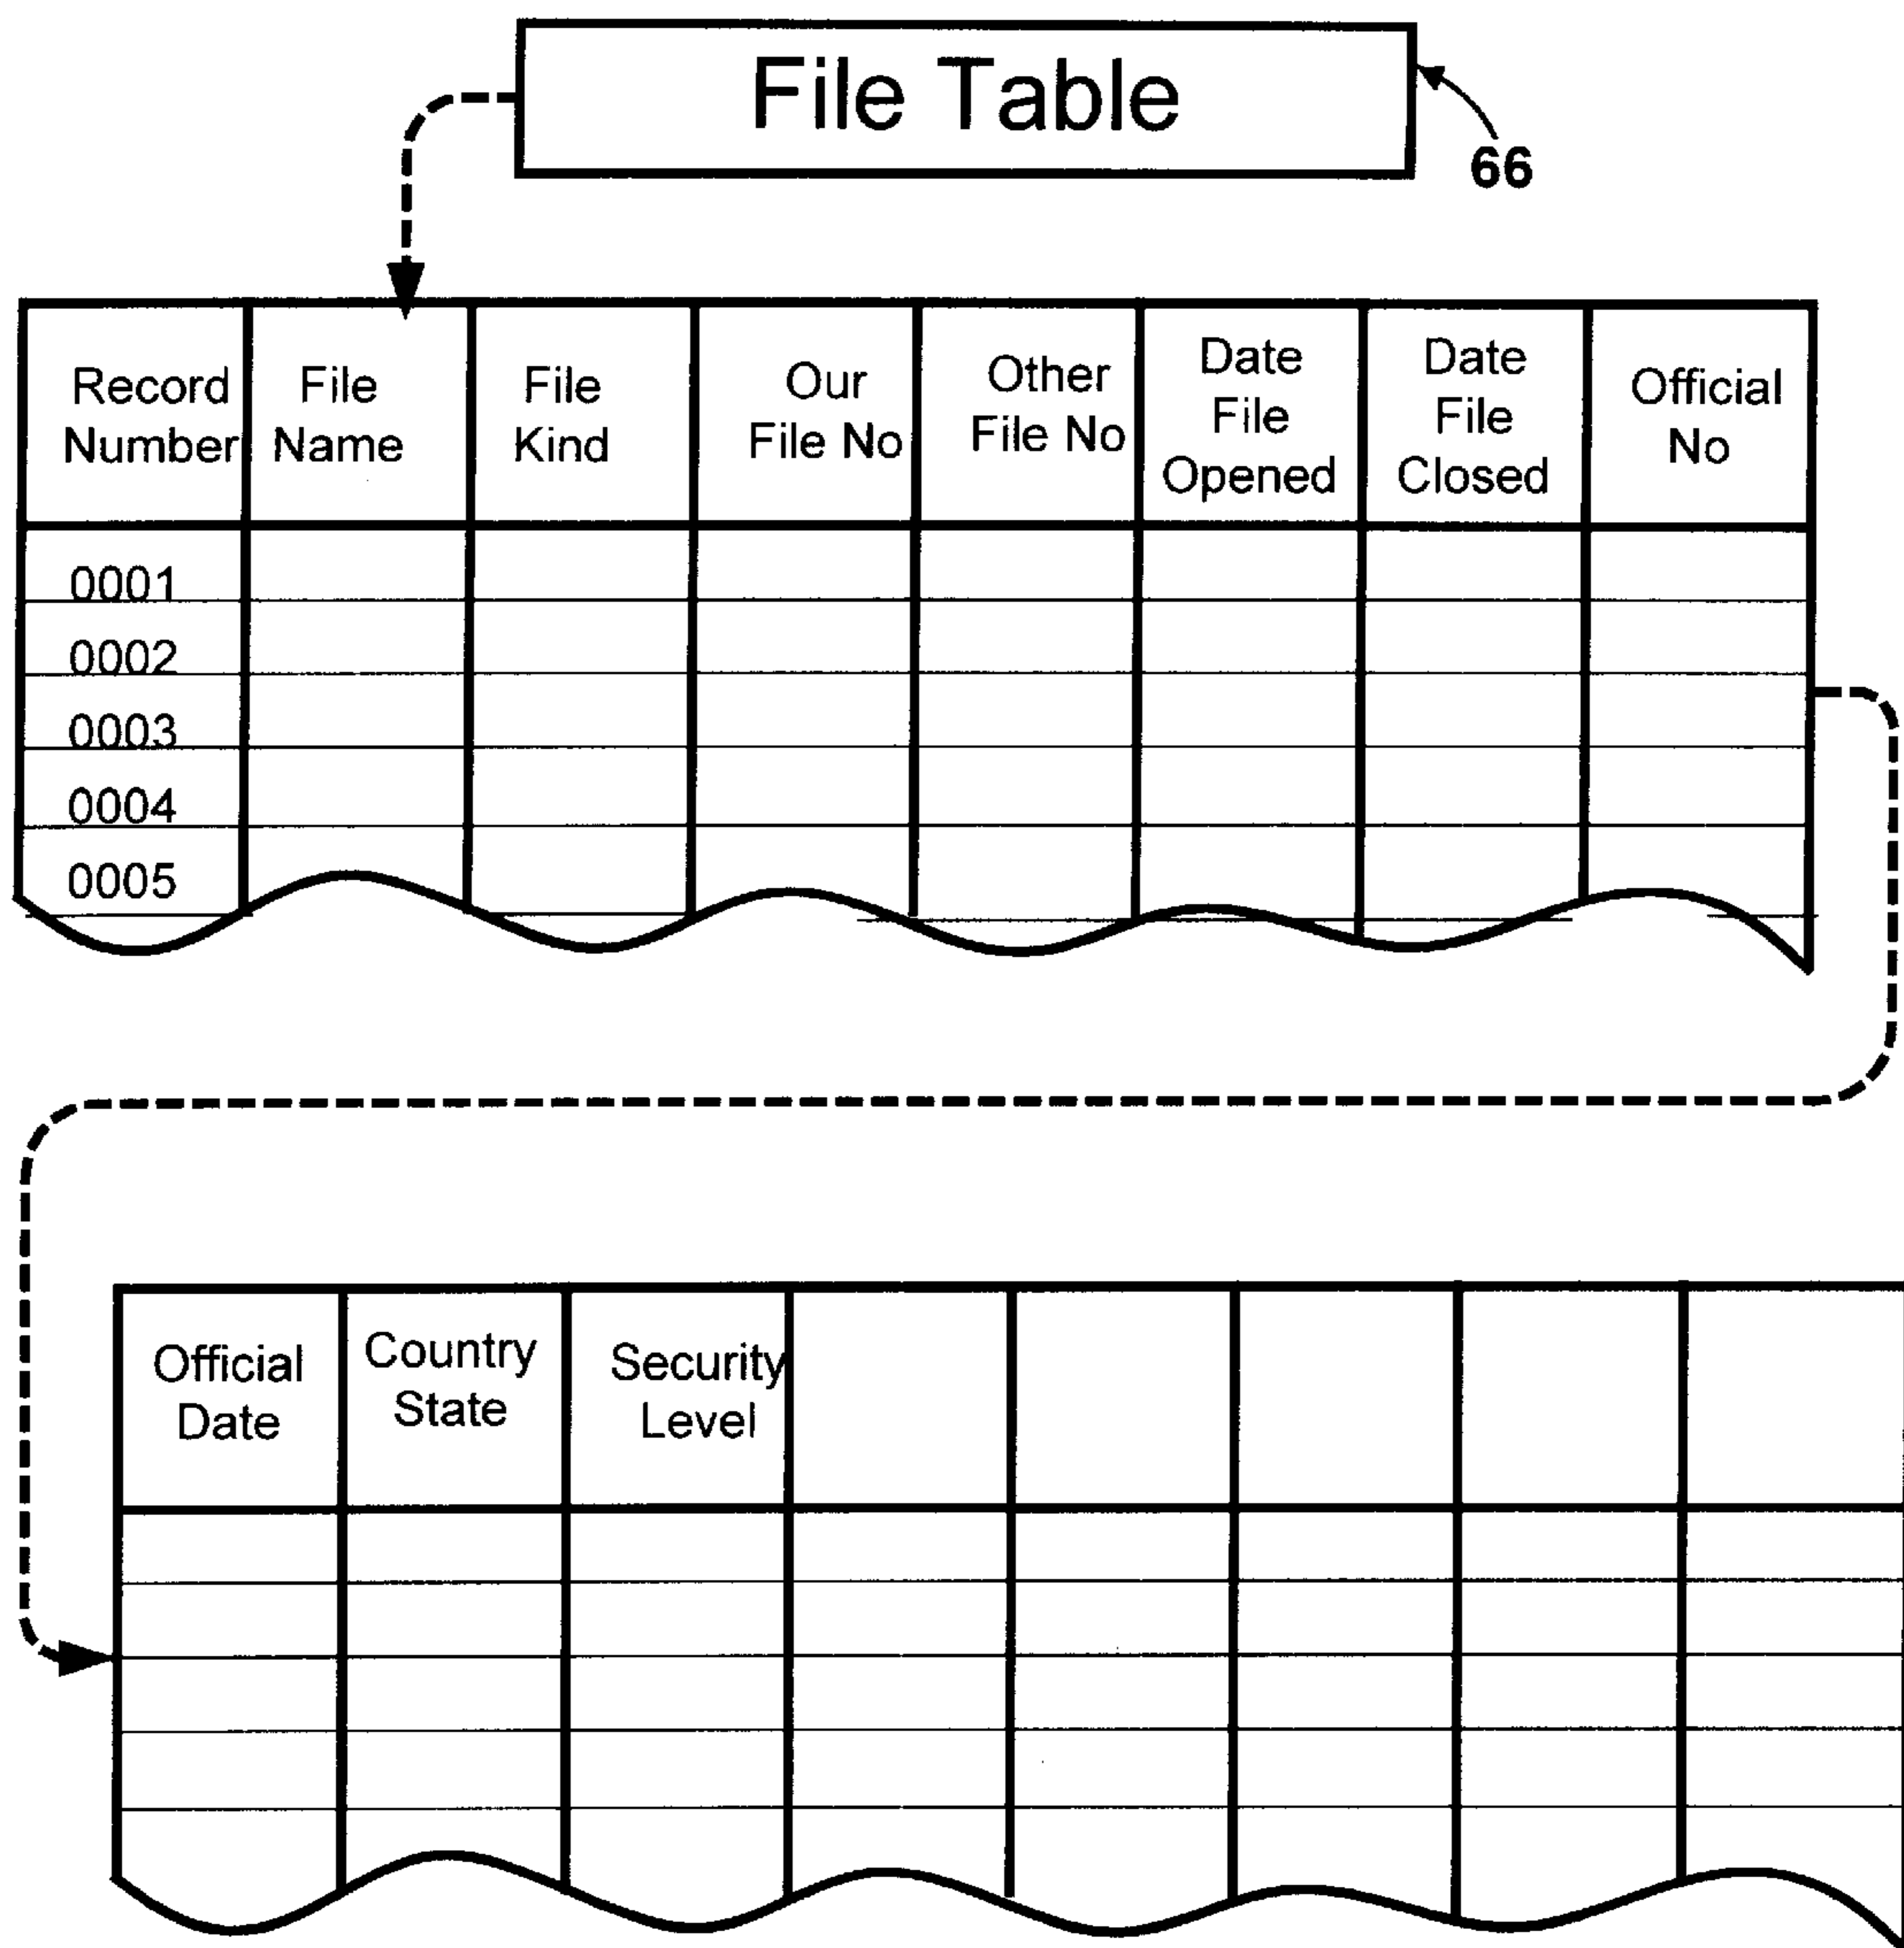 File Table
66
Record Number
File Name
File Kind
Our File No
Other File No
Date File Opened
Date File Closed
Official No
0001
0002
0003
0004
0005
Official Date
Country State
Security Level